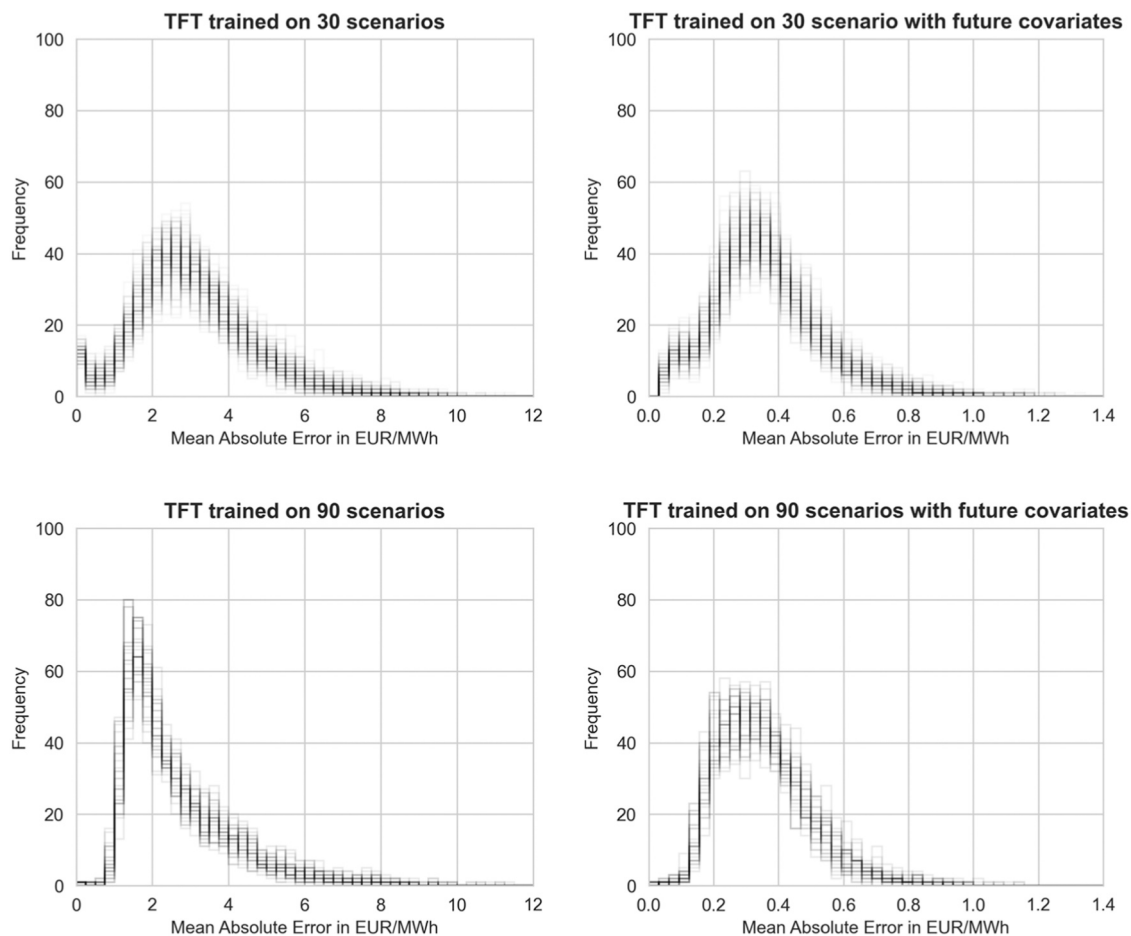 TFT trained on 30 scenarios
100
80
60
40
20
0
Frequency
0 2 4 6 8 10 12
Mean Absolute Error in EUR/MWh
TFT trained on 30 scenario with future covariates
100
80
60
40
20
0
Frequency
0.0 0.2 0.4 0.6 0.8 1.0 1.2 1.4
Mean Absolute Error in EUR/MWh
TFT trained on 90 scenarios
100
80
60
40
20
0
Frequency
0 2 4 6 8 10 12
Mean Absolute Error in EUR/MWh
TFT trained on 90 scenarios with future covariates
100
80
60
40
20
0
Frequency
0.0 0.2 0.4 0.6 0.8 1.0 1.2 1.4
Mean Absolute Error in EUR/MWh